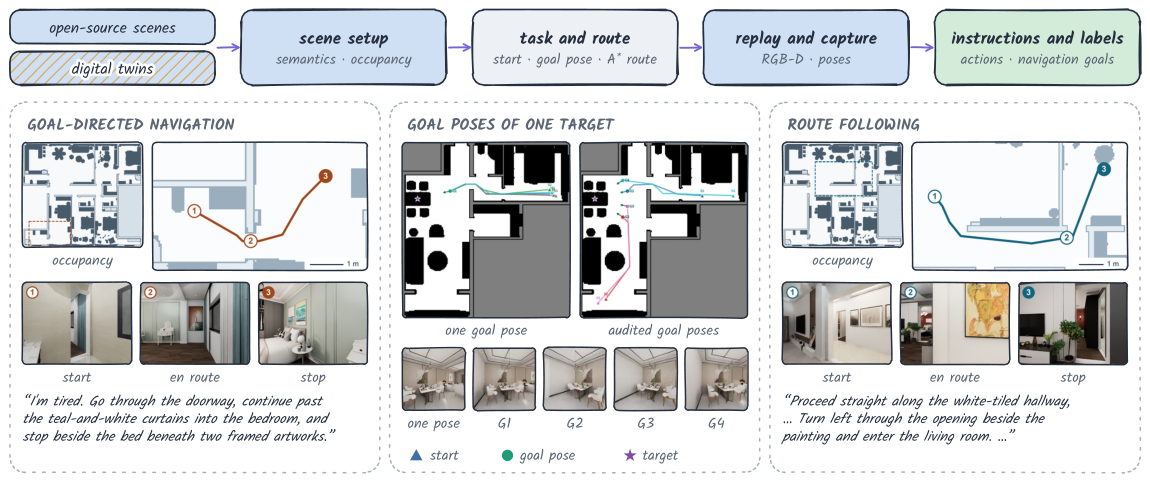 open-source scenes
digital twins
scene setup
semantics · occupancy
task and route
start · goal pose · A* route
replay and capture
RGB-D · poses
instructions and labels
actions · navigation goals
GOAL-DIRECTED NAVIGATION
1
2
3
1 m
occupancy
1
2
3
start
en route
stop
“I'm tired. Go through the doorway, continue past
the teal-and-white curtains into the bedroom, and
stop beside the bed beneath two framed artworks.”
GOAL POSES OF ONE TARGET
one goal pose
audited goal poses
one pose
G1
G2
G3
G4
start
goal pose
target
ROUTE FOLLOWING
1
2
3
1 m
occupancy
1
2
3
start
en route
stop
“Proceed straight along the white-tiled hallway,
... Turn left through the opening beside the
painting and enter the living room. ...”